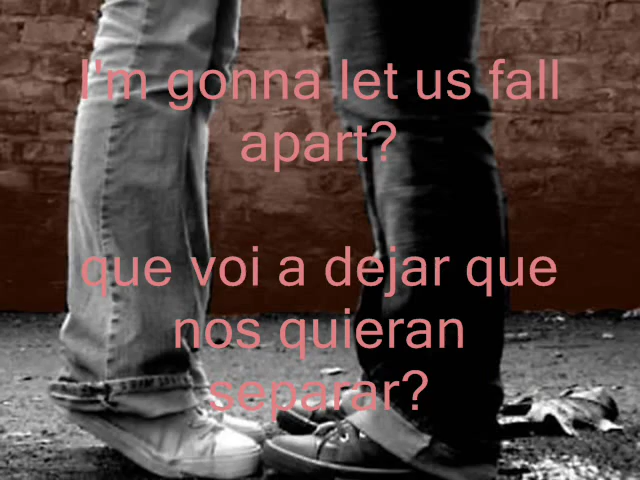 I'm gonna let us fall
apart?
que voi a dejar que
nos quieran
separar?